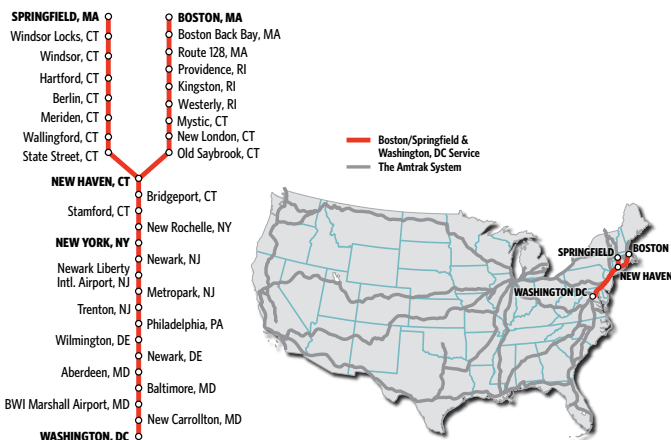 SPRINGFIELD, MA
Windsor Locks, CT
Windsor, CT
Hartford, CT
Berlin, CT
Meriden, CT
Wallingford, CT
State Street, CT
BOSTON, MA
Boston Back Bay, MA
Route 128, MA
Providence, RI
Kingston, RI
Westerly, RI
Mystic, CT
New London, CT
Old Saybrook, CT
NEW HAVEN, CT
Bridgeport, CT
Stamford, CT
New Rochelle, NY
NEW YORK, NY
Newark, NJ
Newark Liberty
Intl. Airport, NJ
Metropark, NJ
Trenton, NJ
Philadelphia, PA
Wilmington, DE
Newark, DE
Aberdeen, MD
Baltimore, MD
BWI Marshall Airport, MD
New Carrollton, MD
WASHINGTON, DC
Boston/Springfield &
Washington, DC Service
The Amtrak System
SPRINGFIELD
BOSTON
NEW HAVEN
WASHINGTON DC